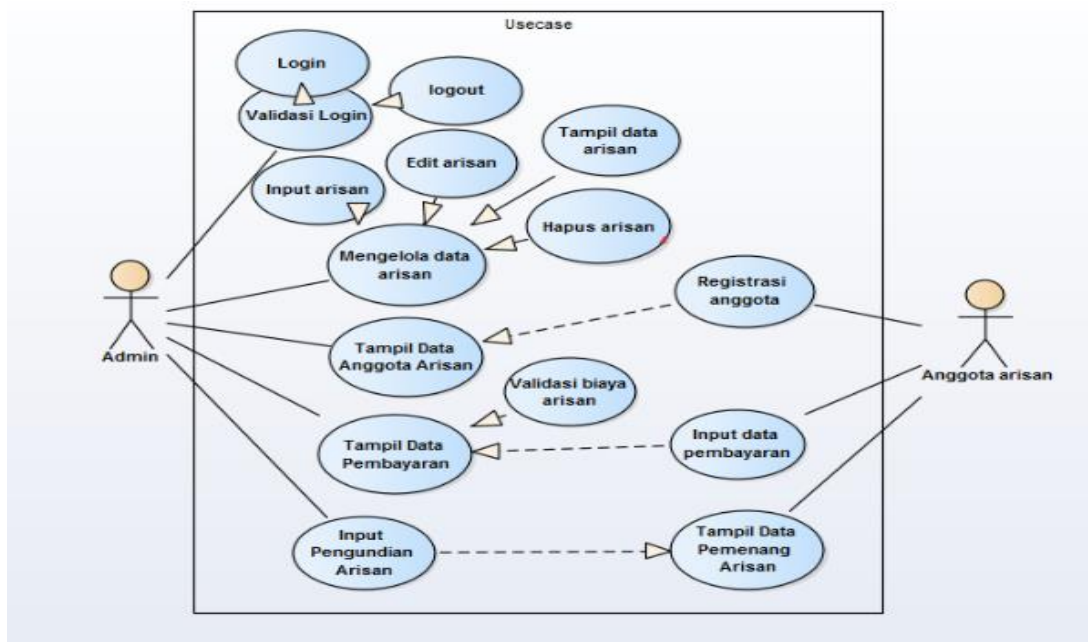 Usecase
Login
Validasi Login
logout
Tampil data
arisan
Edit arisan
Input arisan
Hapus arisan
Mengelola data
arisan
Registrasi
anggota
Admin
Tampil Data
Anggota Arisan
Anggota arisan
Validasi biaya
arisan
Tampil Data
Pembayaran
Input data
pembayaran
Input
Pengundian
Arisan
Tampil Data
Pemenang
Arisan